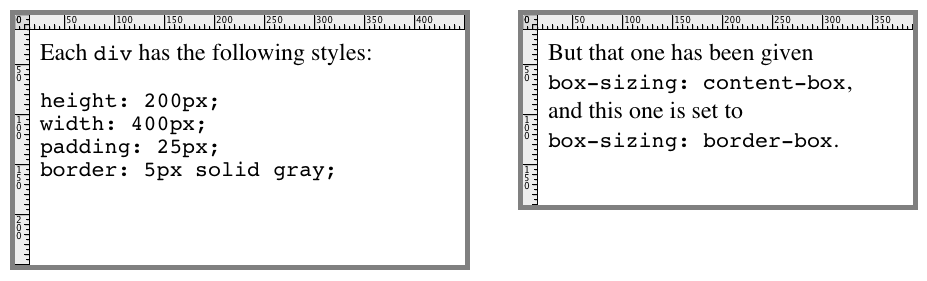 0 50 100 150 200 250 300 350 400
50
100
150
200
Each div has the following styles:
height: 200px;
width: 400px;
padding: 25px;
border: 5px solid gray;
0 50 100 150 200 250 300 350
50
100
150
But that one has been given
box-sizing: content-box,
and this one is set to
box-sizing: border-box.